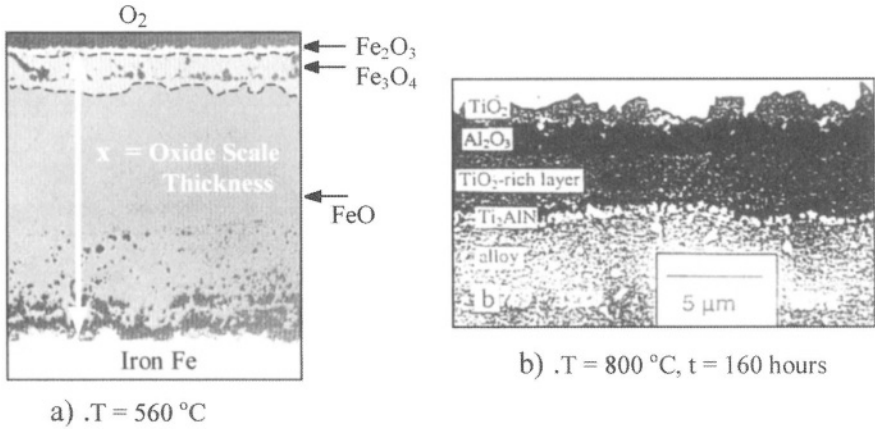 O₂
Fe₂O₃
Fe₃O₄
x = Oxide Scale
Thickness
FeO
Iron Fe
a) .T = 560 °C
TiO₂
Al₂O₃
TiO₂-rich layer
Ti₂AlN
alloy
b
5 µm
b) .T = 800 °C, t = 160 hours